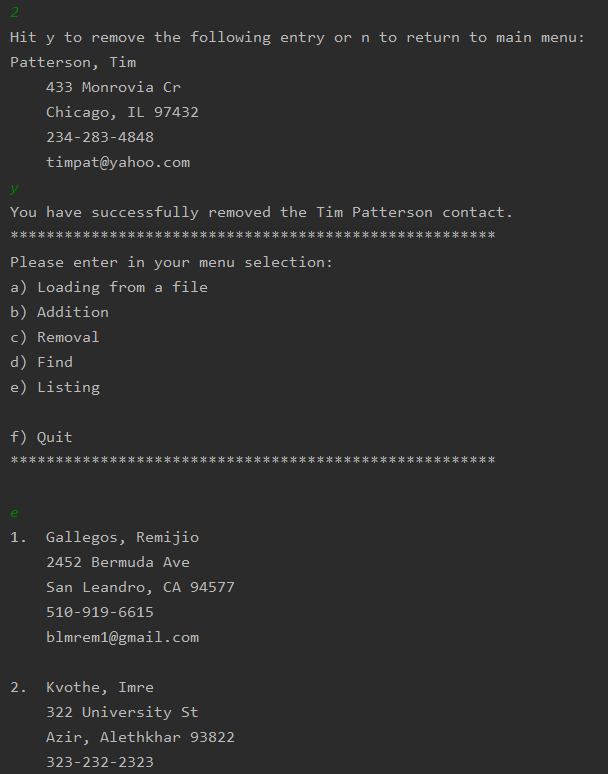 2
Hit y to remove the following entry or n to return to main menu:
Patterson, Tim
433 Monrovia Cr
Chicago, IL 97432
234-283-4848
timpat@yahoo.com
y
You have successfully removed the Tim Patterson contact.
******************************************************
Please enter in your menu selection:
a) Loading from a file
b) Addition
c) Removal
d) Find
e) Listing
f) Quit
******************************************************
e
1. Gallegos, Remijio
2452 Bermuda Ave
San Leandro, CA 94577
510-919-6615
blmrem1@gmail.com
2. Kvothe, Imre
322 University St
Azir, Alethkhar 93822
323-232-2323